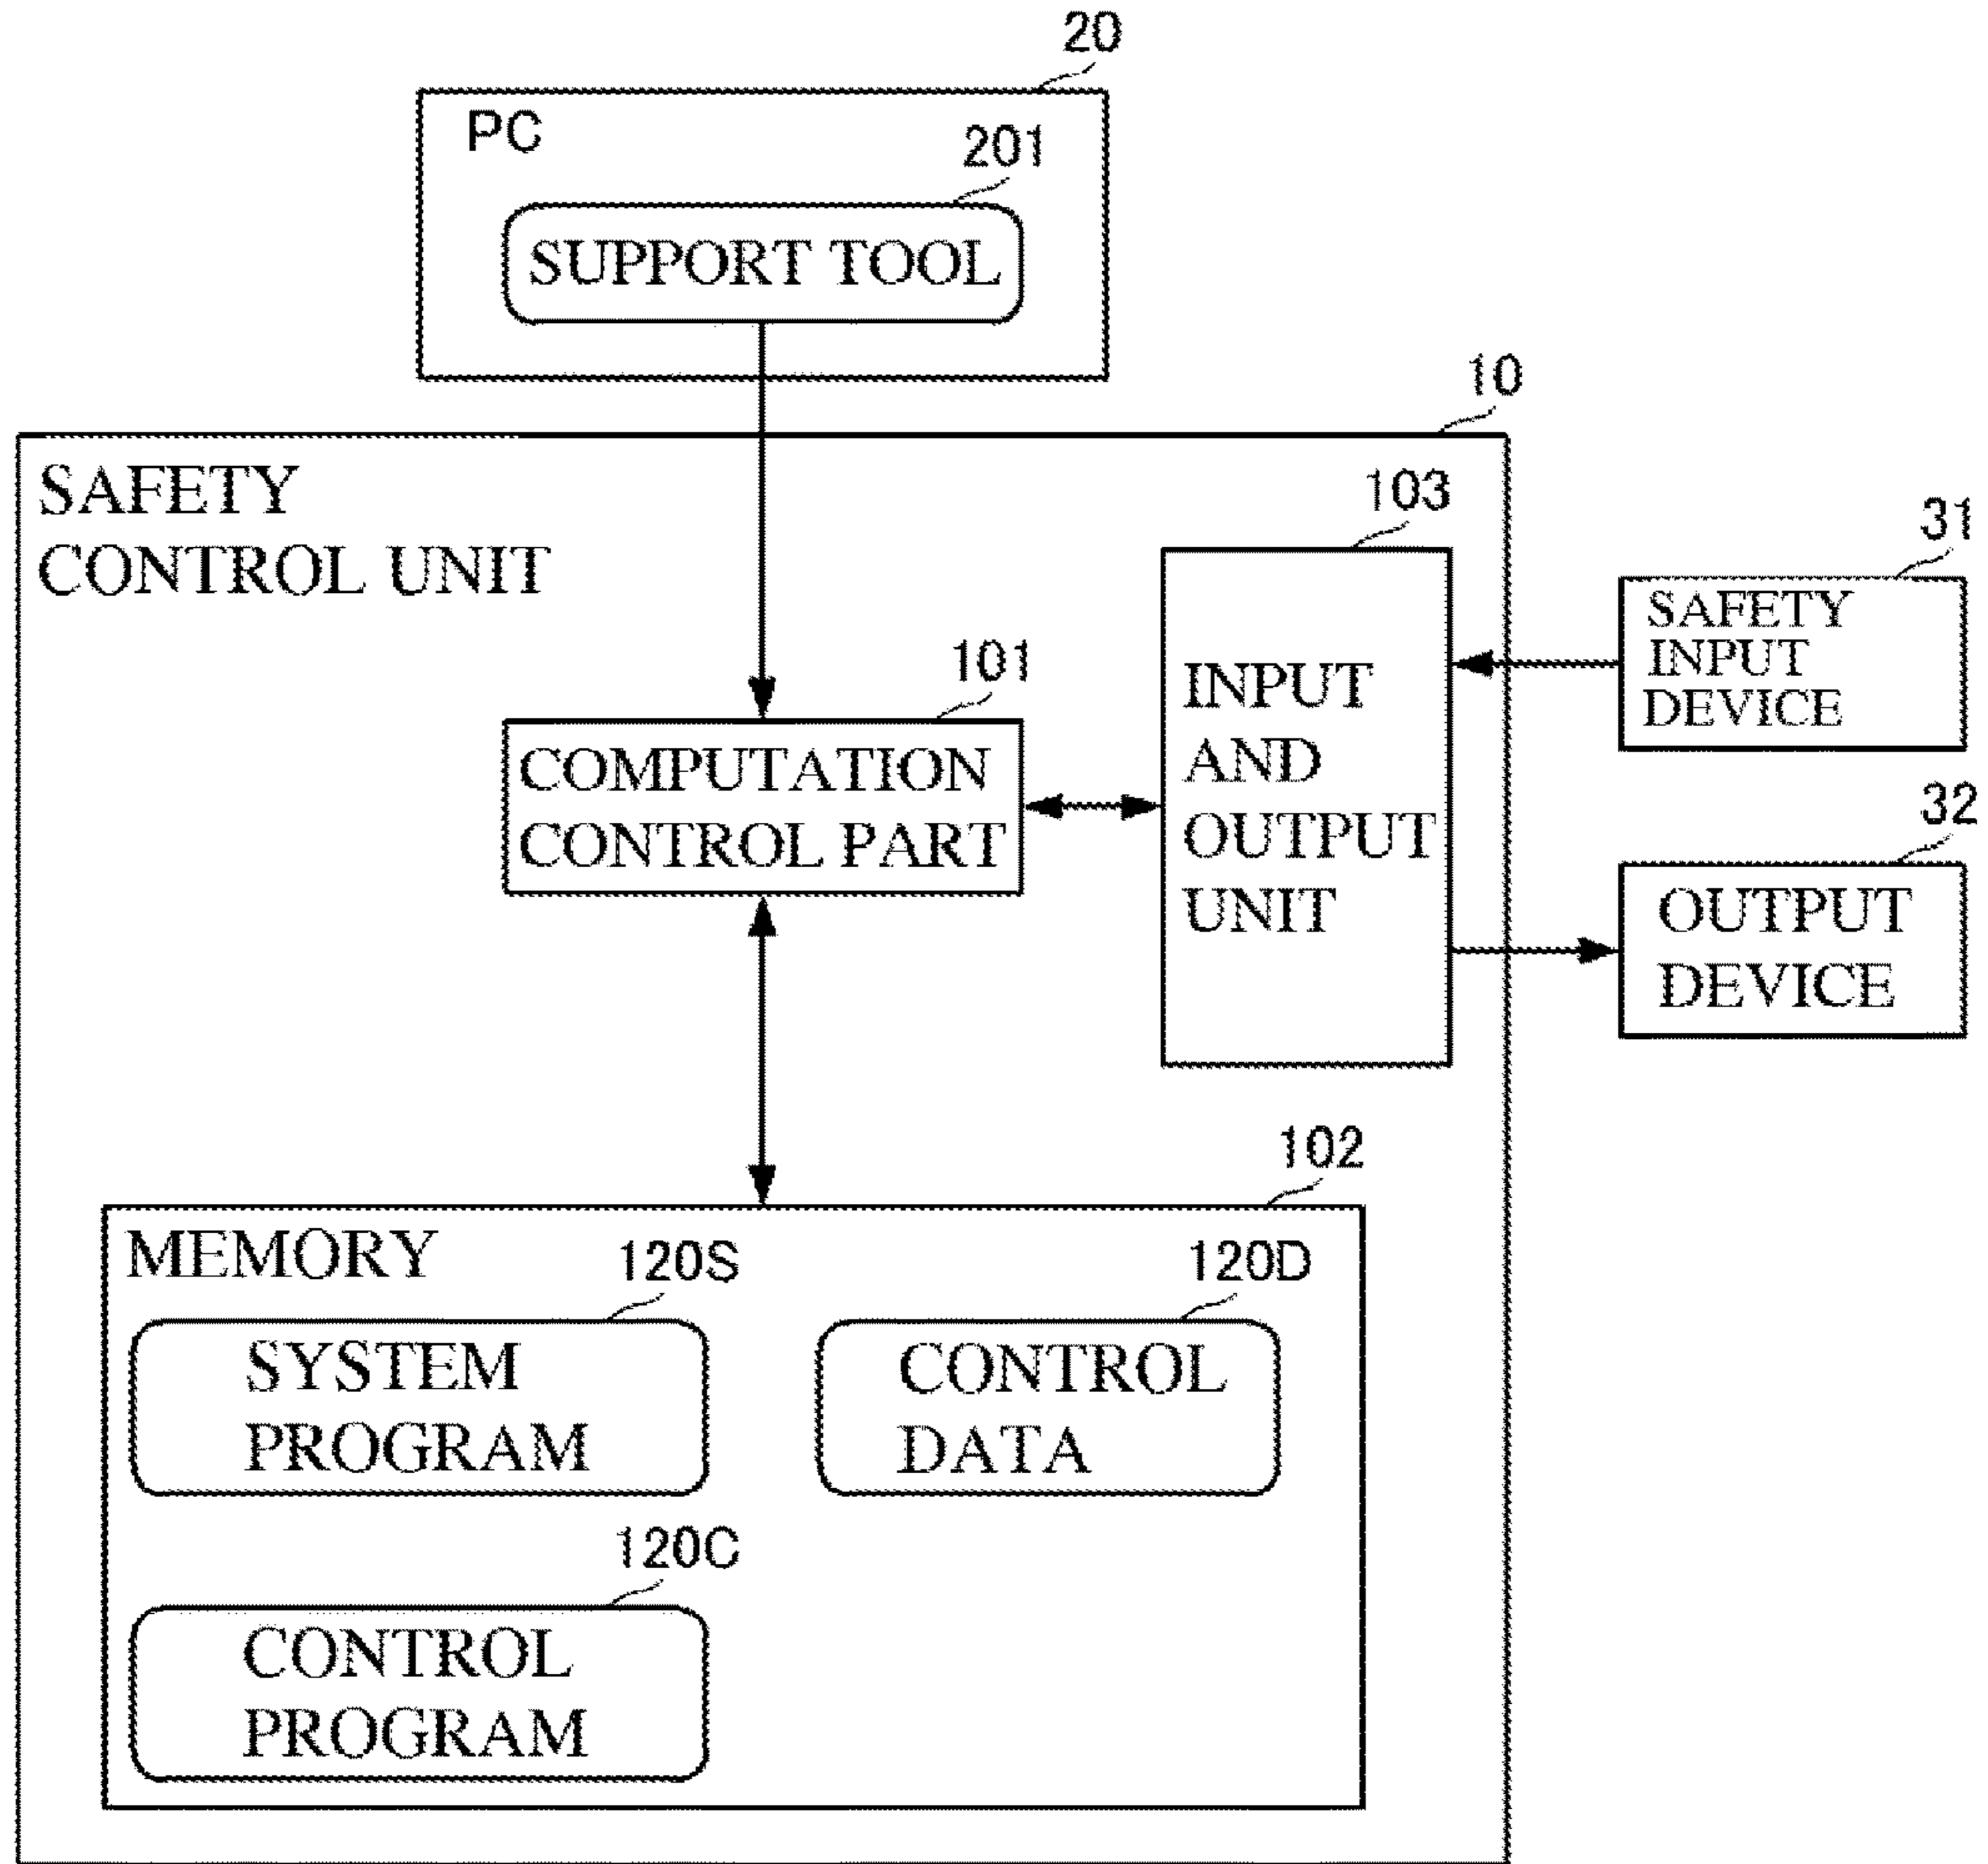 20
PC
201
SUPPORT TOOL
10
SAFETY
CONTROL UNIT
103
31
SAFETY
INPUT
DEVICE
101
INPUT
AND
OUTPUT
UNIT
COMPUTATION
CONTROL PART
32
OUTPUT
DEVICE
102
MEMORY
120S
120D
SYSTEM
PROGRAM
CONTROL
DATA
120C
CONTROL
PROGRAM